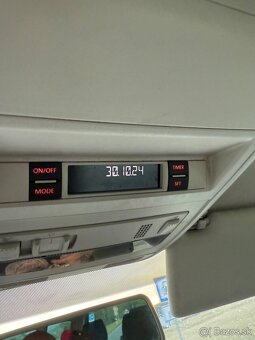 30.10.24
ON/OFF
TIMER
MODE
SET
Bazos.sk